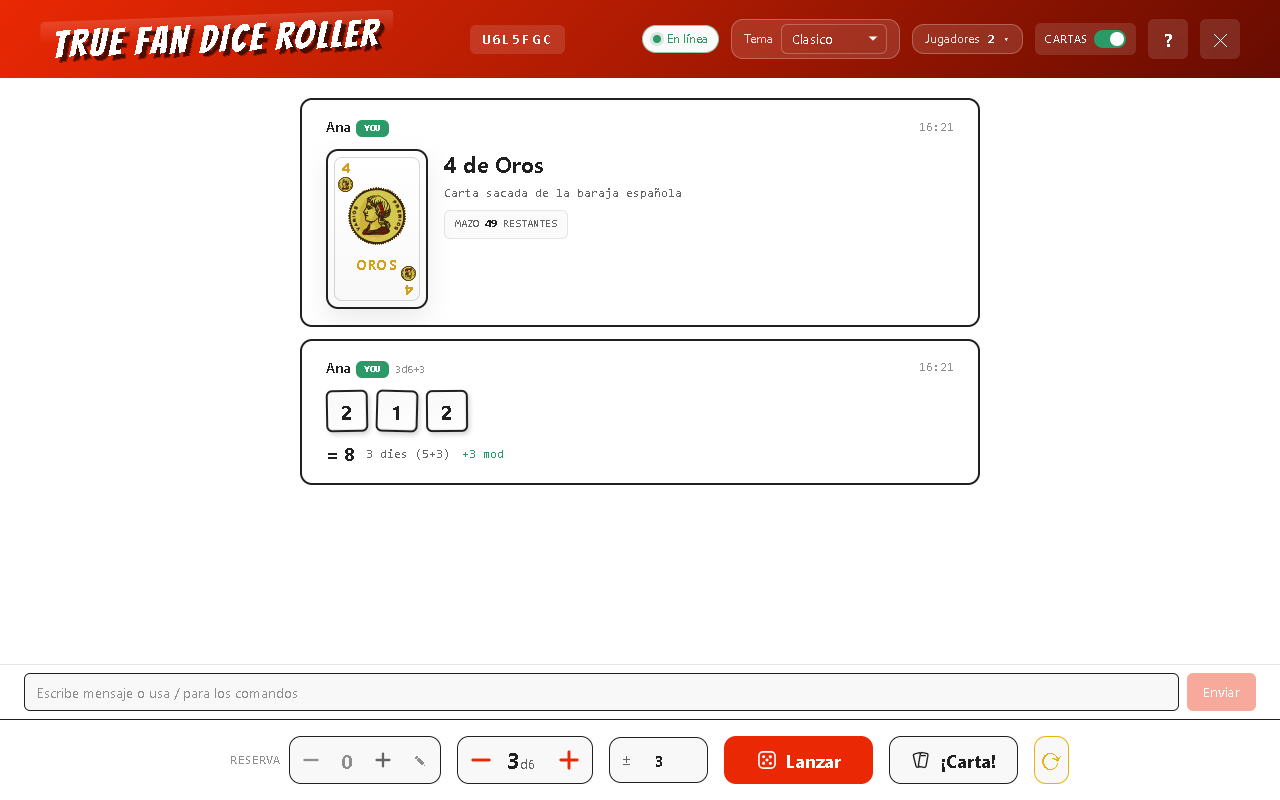 TRUE FAN DICE ROLLER
U6L5FGC
En línea
Tema Clasico
Jugadores 2
CARTAS
?
Ana YOU 16:21
4
VARIOS PREMIOS
OROS
4
4 de Oros
Carta sacada de la baraja española
MAZO 49 RESTANTES
Ana YOU 3d6+3 16:21
2 1 2
= 8 3 dies (5+3) +3 mod
Escribe mensaje o usa / para los comandos
Enviar
RESERVA − 0 +
− 3d6 +
± 3
Lanzar
¡Carta!